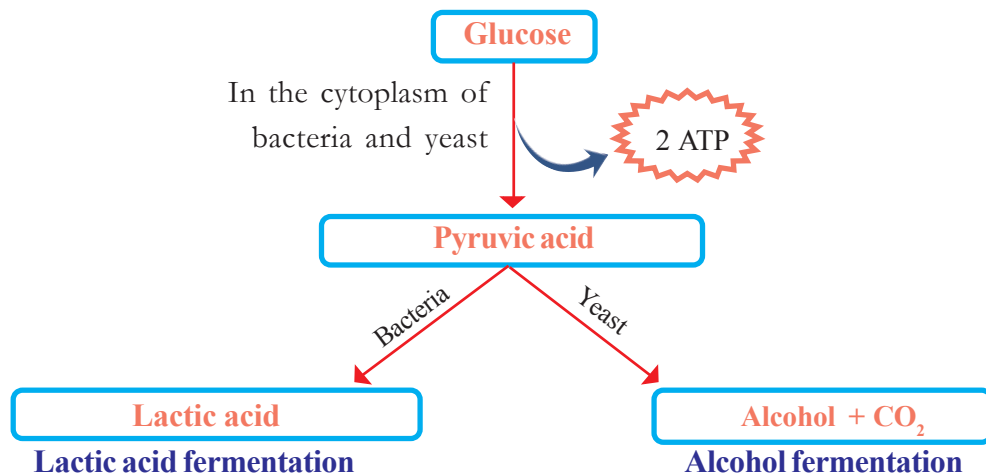 Glucose
In the cytoplasm of
bacteria and yeast
2 ATP
Pyruvic acid
Bacteria
Yeast
Lactic acid
Alcohol + CO₂
Lactic acid fermentation
Alcohol fermentation